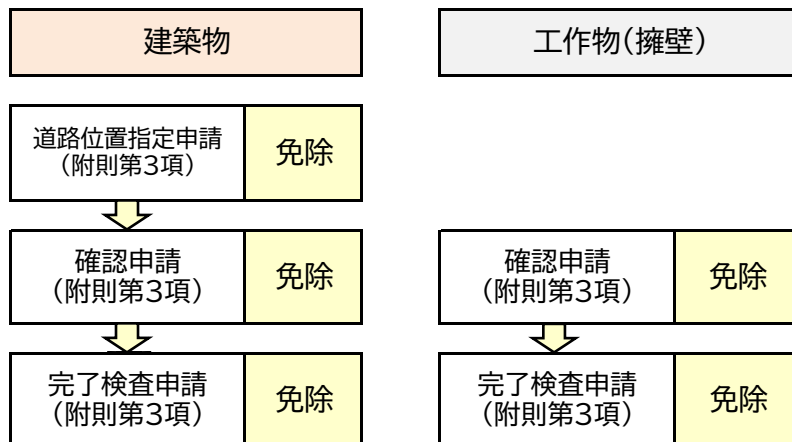 建築物
工作物(擁壁)
道路位置指定申請
(附則第3項)
免除
確認申請
(附則第3項)
免除
確認申請
(附則第3項)
免除
完了検査申請
(附則第3項)
免除
完了検査申請
(附則第3項)
免除